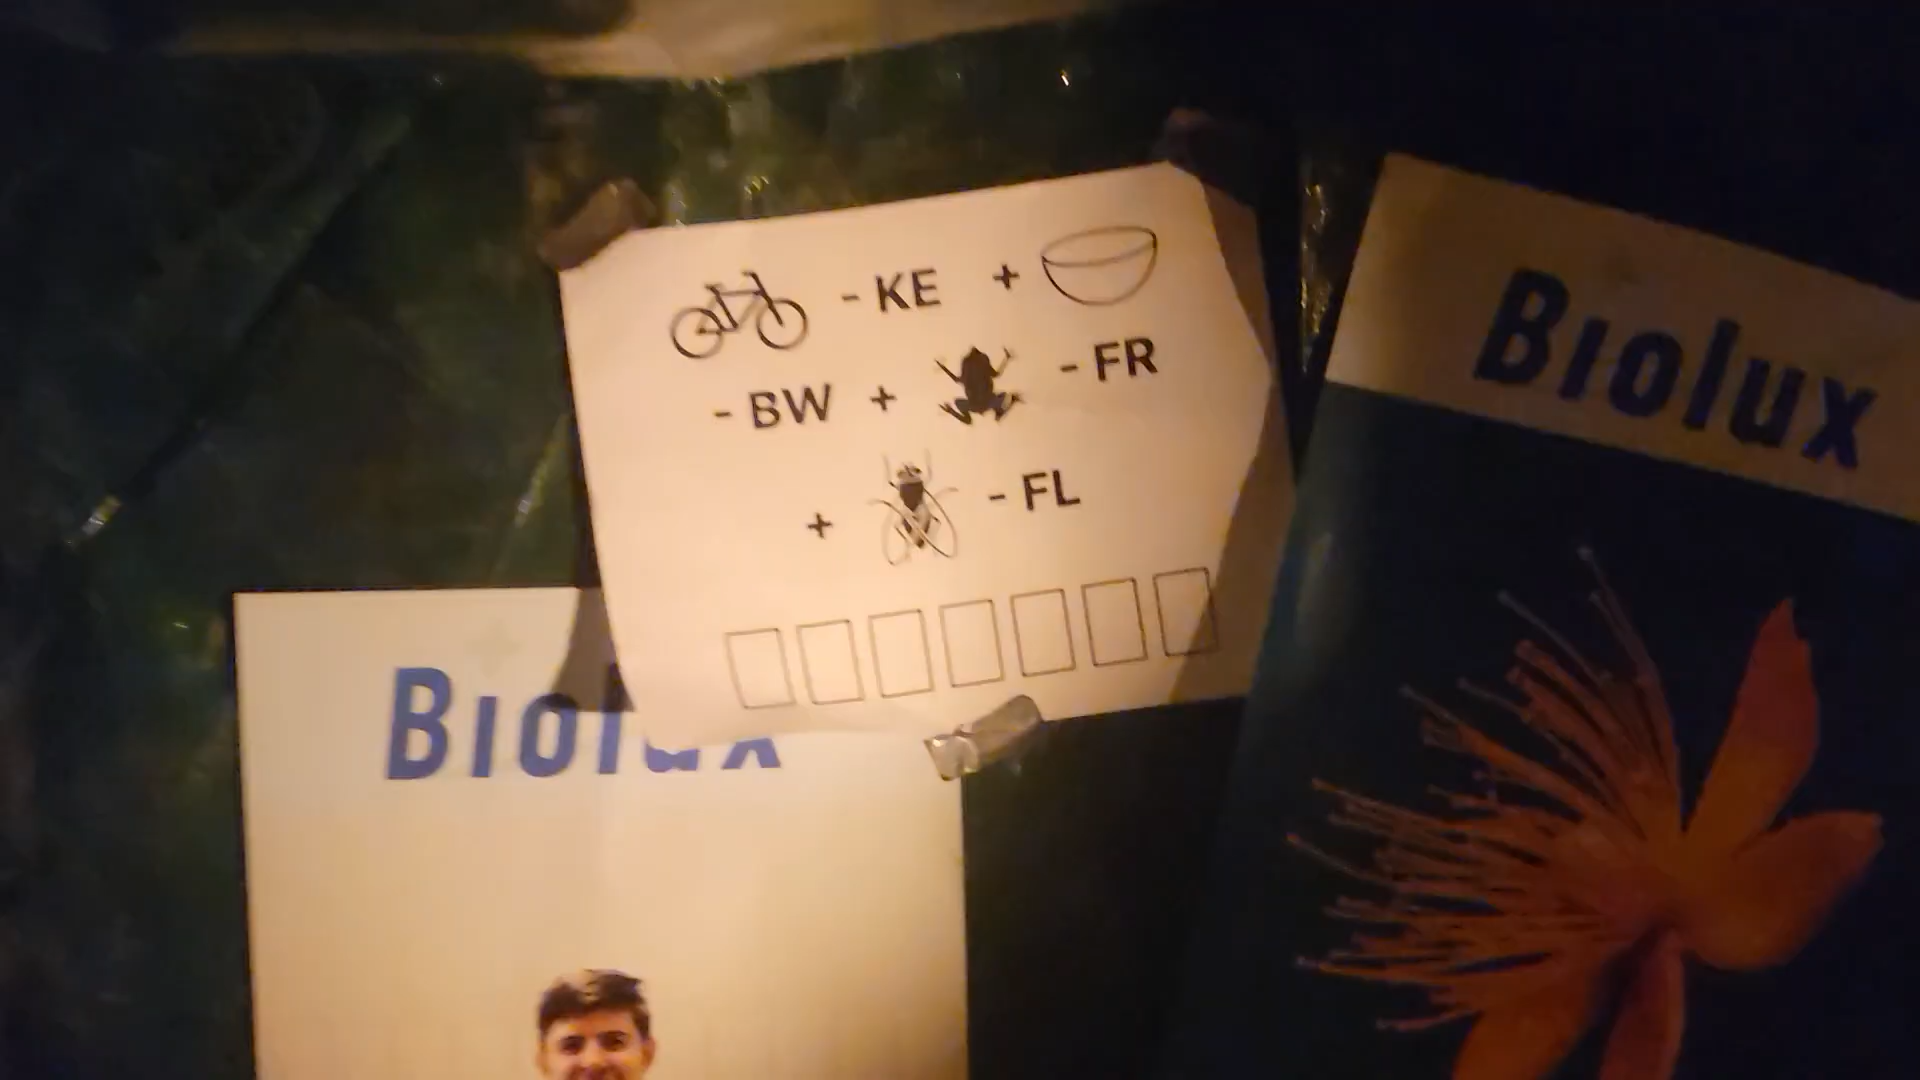 - KE +
- BW + - FR
+ - FL
Biolux
Biolux